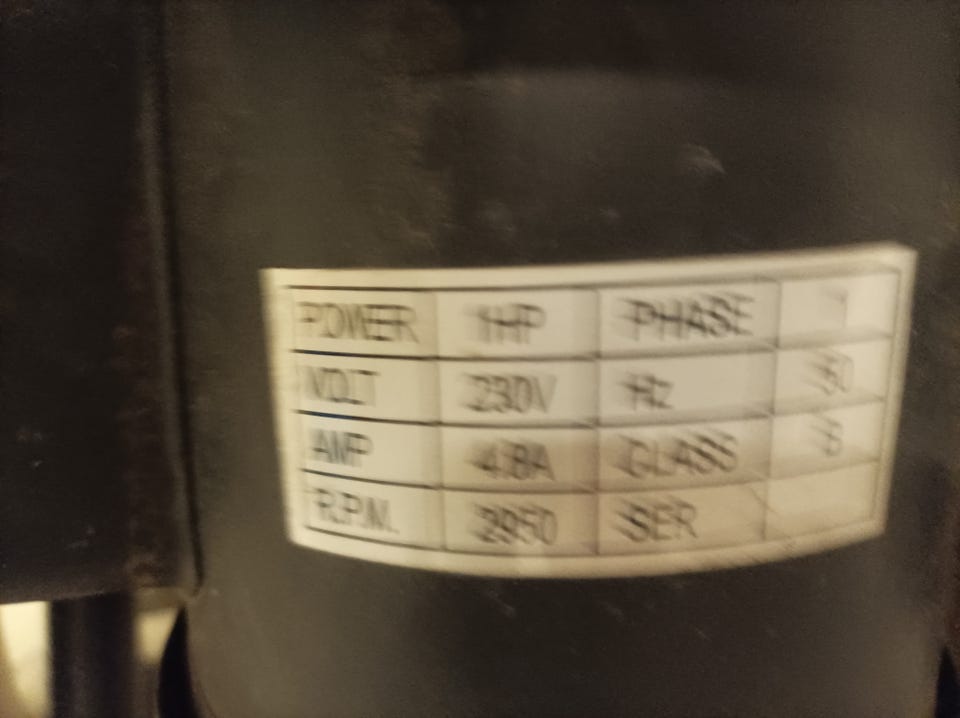 POWER 1HP PHASE 1
VOLT 230V Hz 50
AMP 4.8A CLASS B
R.P.M. 2950 SER